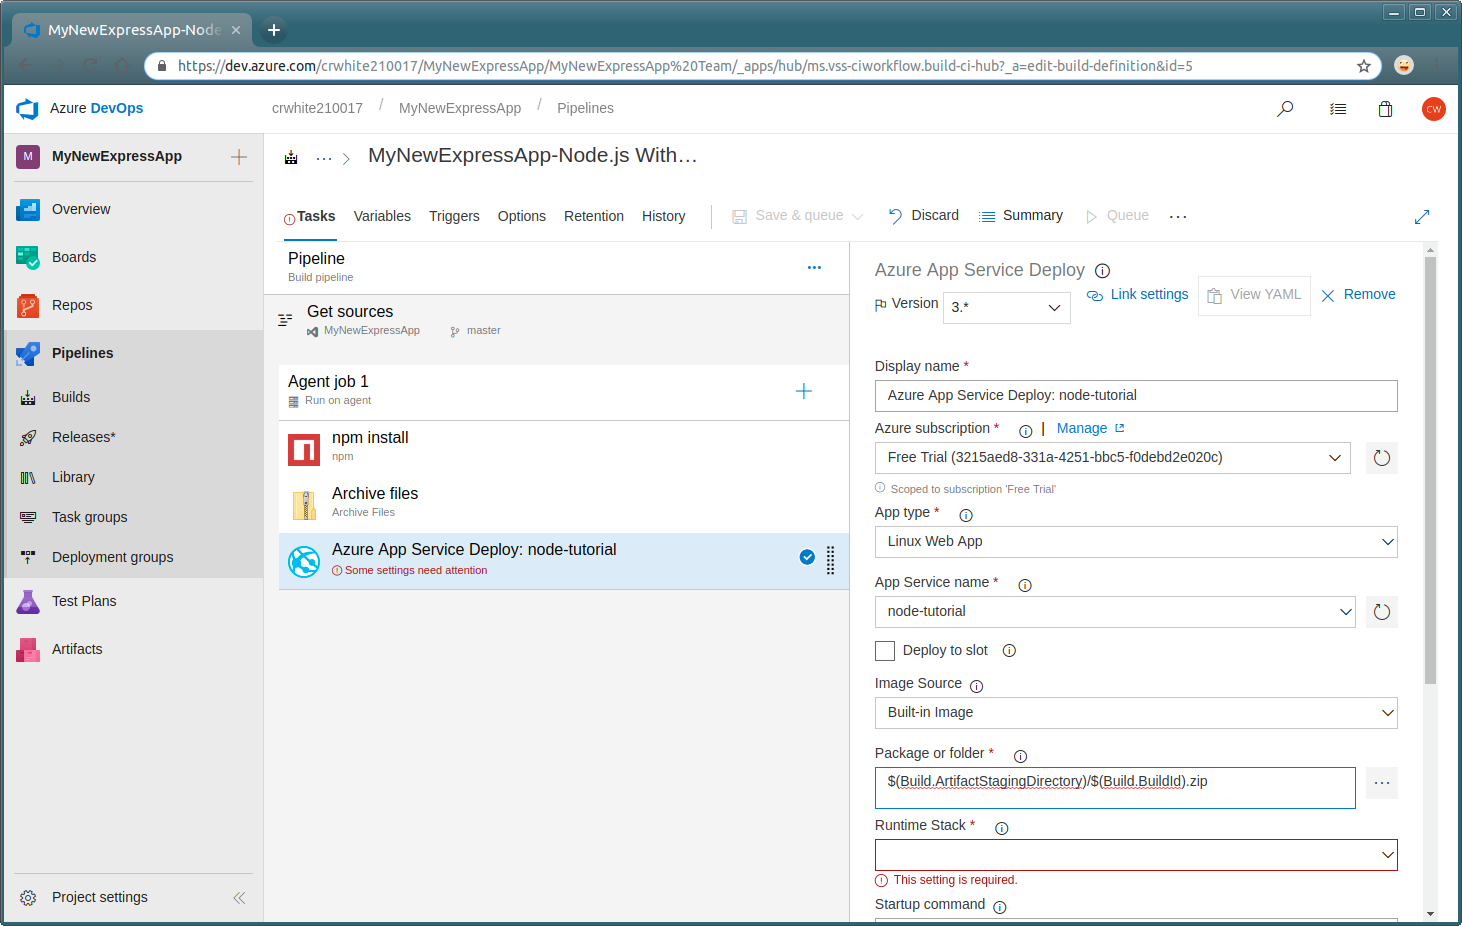 MyNewExpressApp-Node
https://dev.azure.com/crwhite210017/MyNewExpressApp/MyNewExpressApp%20Team/_apps/hub/ms.vss-ciworkflow.build-ci-hub?_a=edit-build-definition&id=5
Azure DevOps
crwhite210017 / MyNewExpressApp / Pipelines
CW
M MyNewExpressApp
Overview
Boards
Repos
Pipelines
Builds
Releases*
Library
Task groups
Deployment groups
Test Plans
Artifacts
Project settings
... > MyNewExpressApp-Node.js With…
Tasks Variables Triggers Options Retention History Save & queue Discard Summary Queue ...
Pipeline
Build pipeline
Get sources
MyNewExpressApp master
Agent job 1
Run on agent
npm install
npm
Archive files
Archive Files
Azure App Service Deploy: node-tutorial
Some settings need attention
Azure App Service Deploy
Version 3.* Link settings View YAML Remove
Display name *
Azure App Service Deploy: node-tutorial
Azure subscription * | Manage
Free Trial (3215aed8-331a-4251-bbc5-f0debd2e020c)
Scoped to subscription 'Free Trial'
App type *
Linux Web App
App Service name *
node-tutorial
Deploy to slot
Image Source
Built-in Image
Package or folder *
$(Build.ArtifactStagingDirectory)/$(Build.BuildId).zip
Runtime Stack *
This setting is required.
Startup command